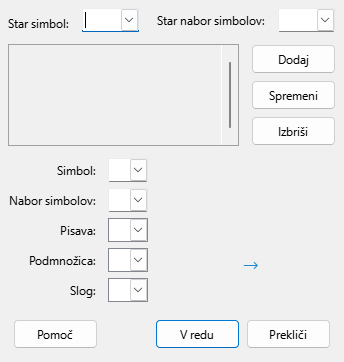 Star simbol: Star nabor simbolov:
Dodaj
Spremeni
Izbriši
Simbol:
Nabor simbolov:
Pisava:
Podmnožica:
Slog:
Pomoč V redu Prekliči